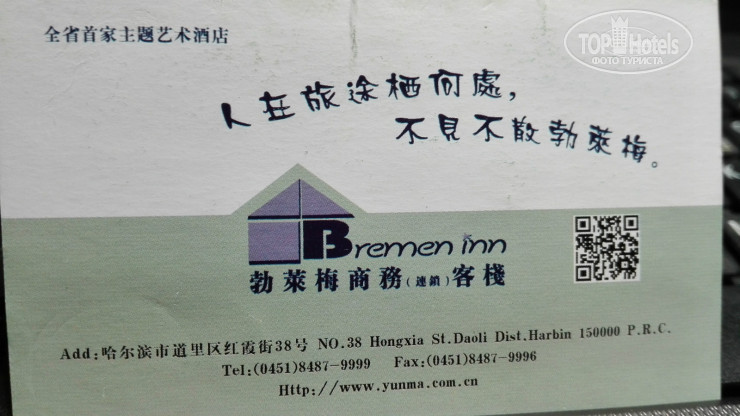 全省首家主题艺术酒店
TOP Hotels
ФОТО ТУРИСТА
人在旅途栖何處，
不見不散勃萊梅。
Bremen inn
勃萊梅商務（連鎖）客棧
Add:哈尔滨市道里区红霞街38号 NO.38 Hongxia St.Daoli Dist.Harbin 150000 P.R.C.
Tel:(0451)8487-9999 Fax:(0451)8487-9996
Http://www.yunma.com.cn